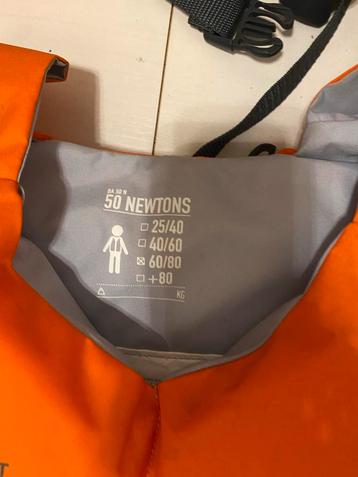 BA 50 N
50 NEWTONS
☐ 25/40
☐ 40/60
☒ 60/80
☐ +80
KG
T